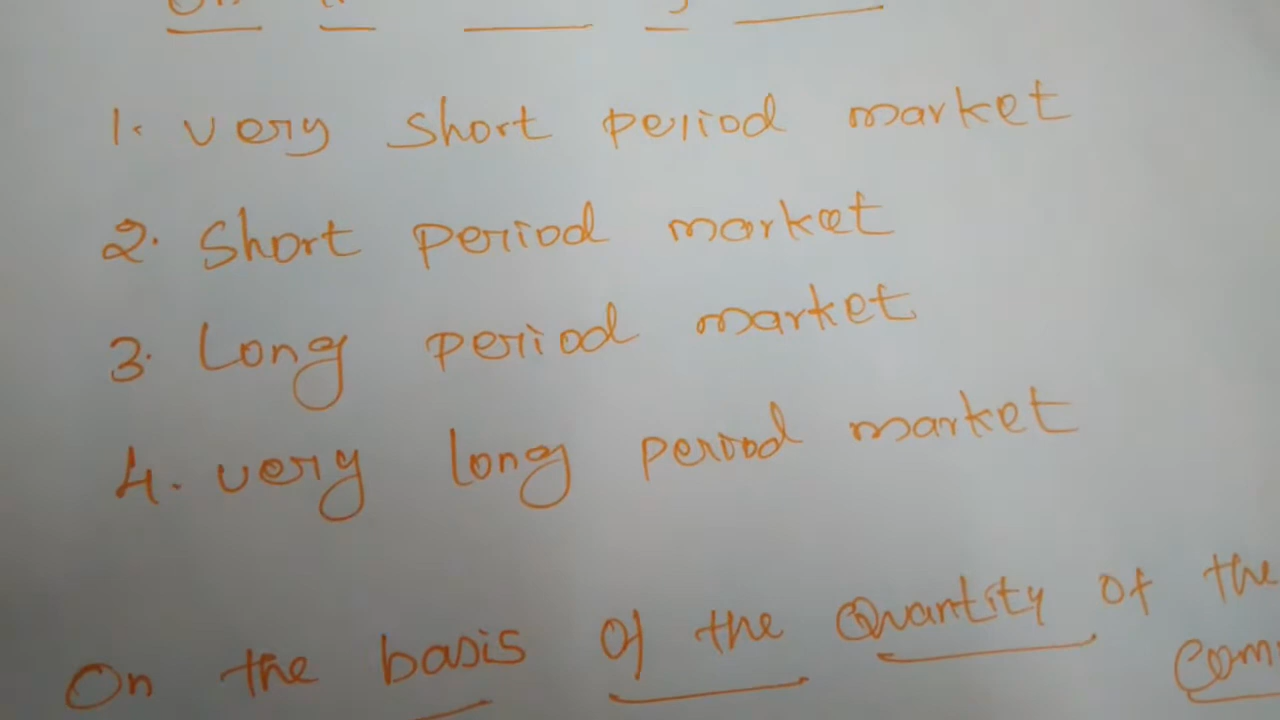 1. very short period market
2. Short period market
3. Long period market
4. very long period market
On the basis of the Quantity of the